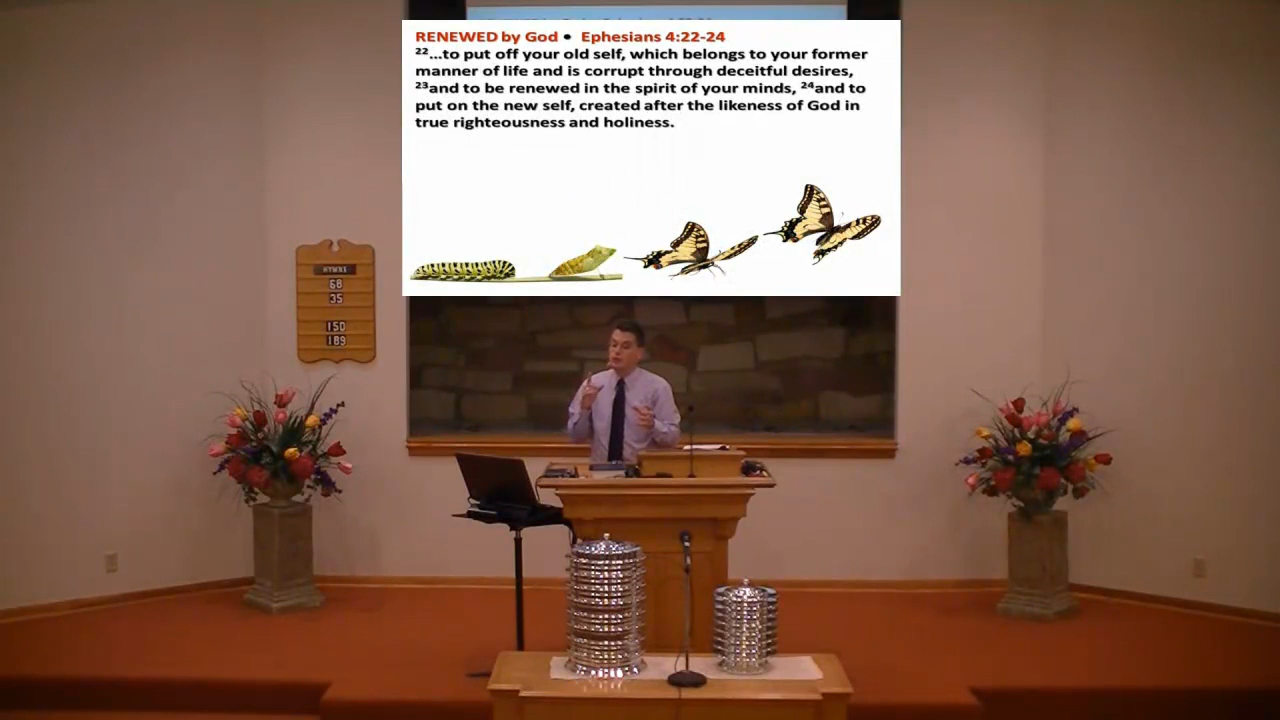 RENEWED by God • Ephesians 4:22-24
22...to put off your old self, which belongs to your former
manner of life and is corrupt through deceitful desires,
23and to be renewed in the spirit of your minds, 24and to
put on the new self, created after the likeness of God in
true righteousness and holiness.
HYMNS
68
35
150
189